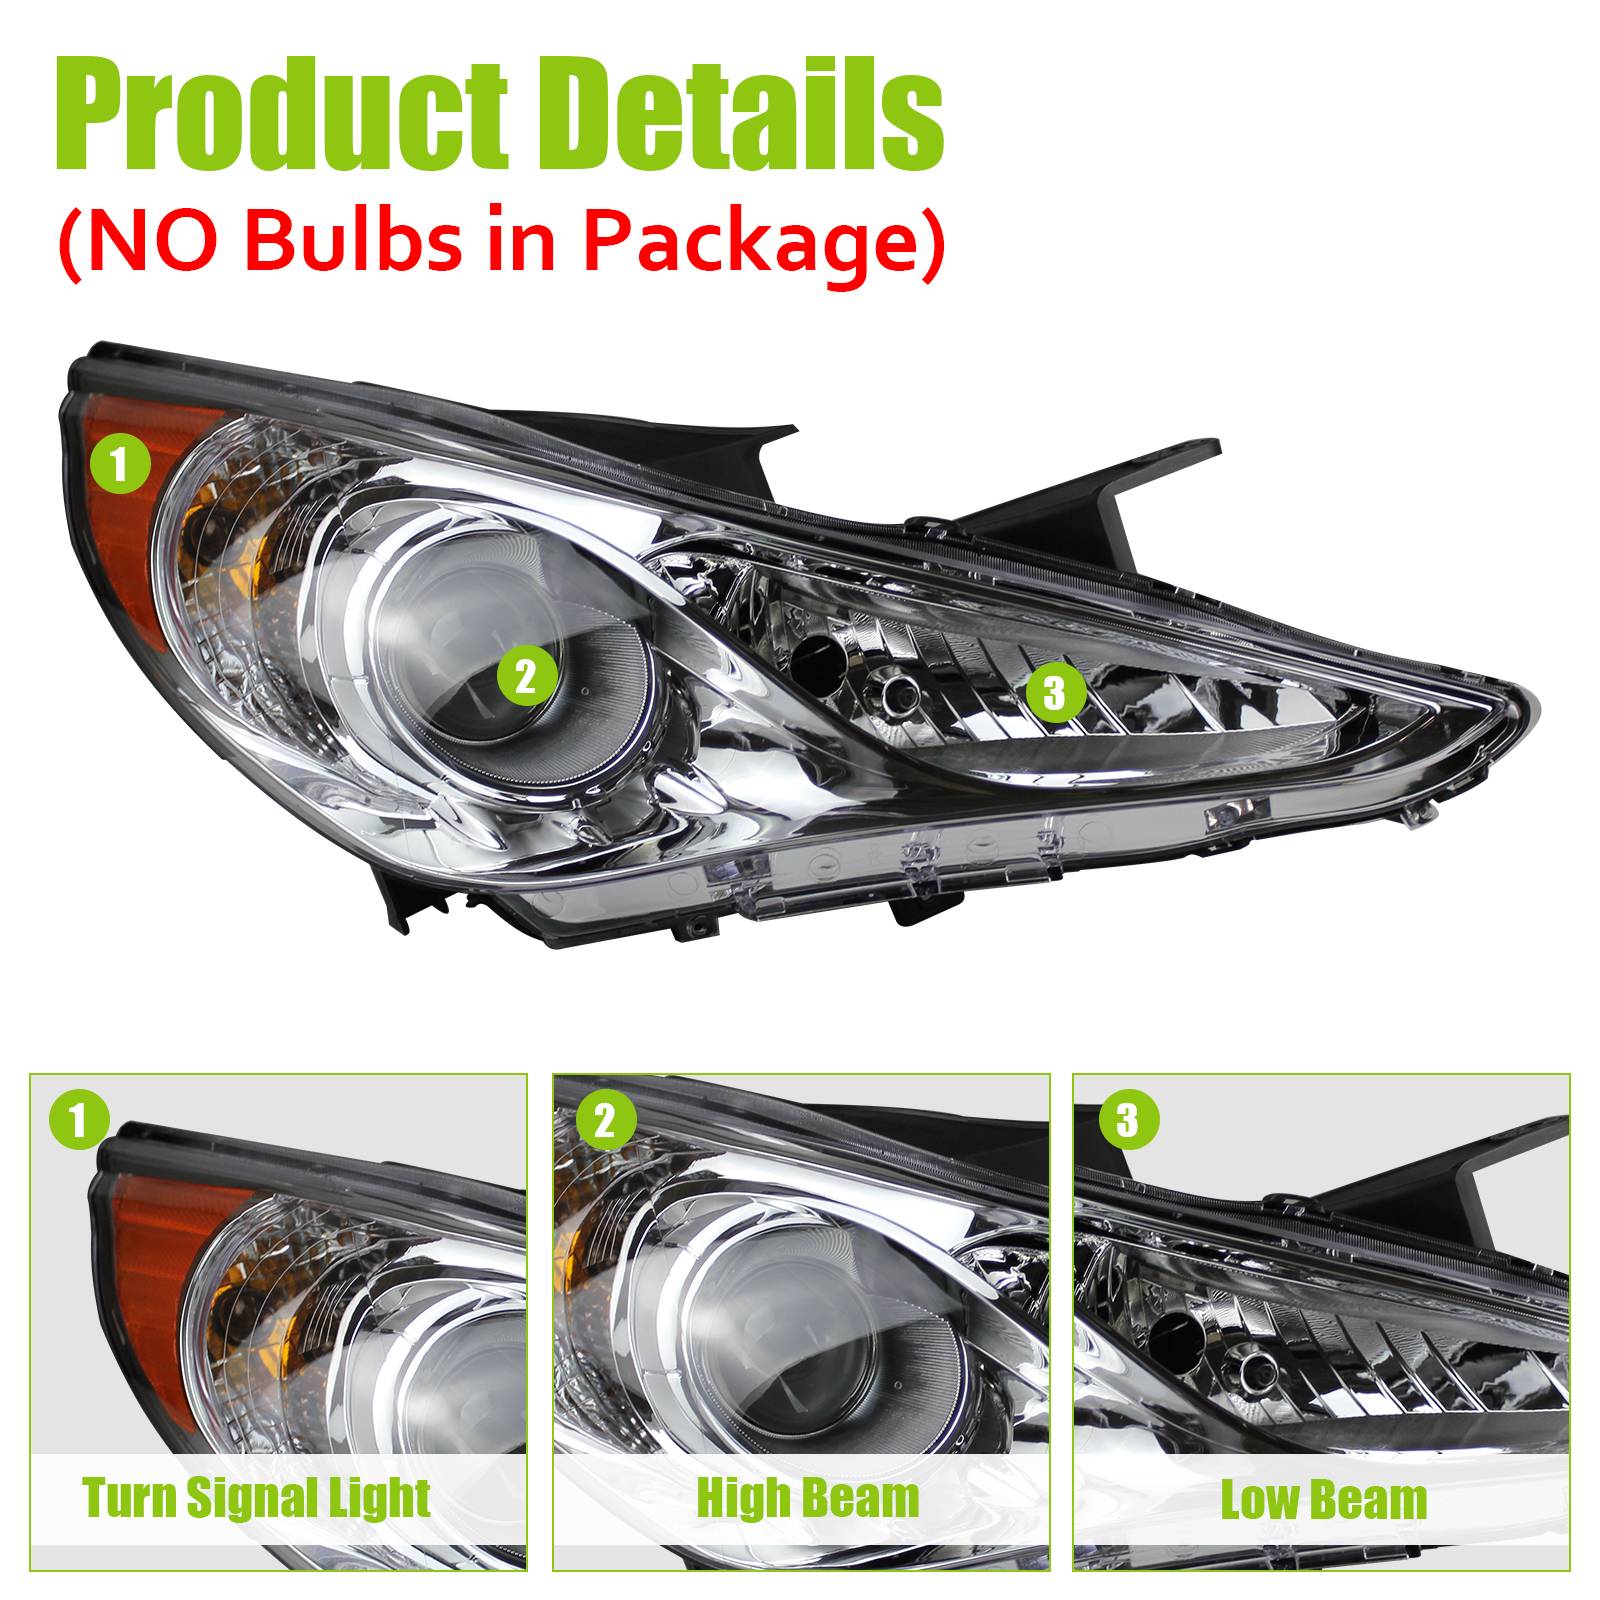 Product Details
(NO Bulbs in Package)
1
2
3
1
2
3
Turn Signal Light
High Beam
Low Beam